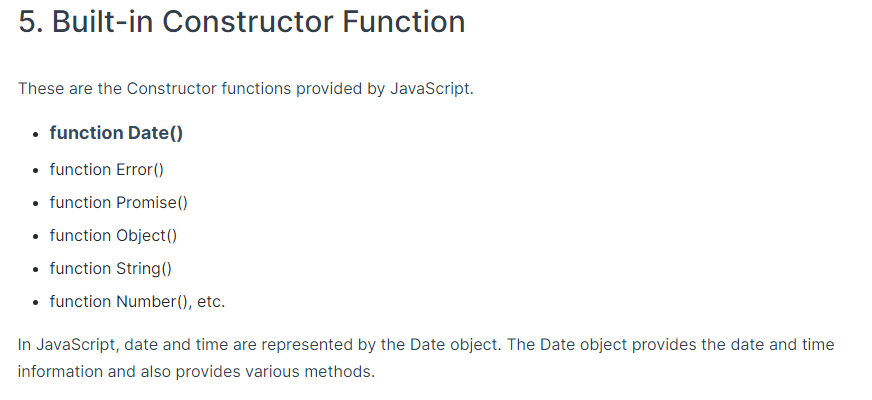 5. Built-in Constructor Function
These are the Constructor functions provided by JavaScript.
• function Date()
• function Error()
• function Promise()
• function Object()
• function String()
• function Number(), etc.
In JavaScript, date and time are represented by the Date object. The Date object provides the date and time
information and also provides various methods.